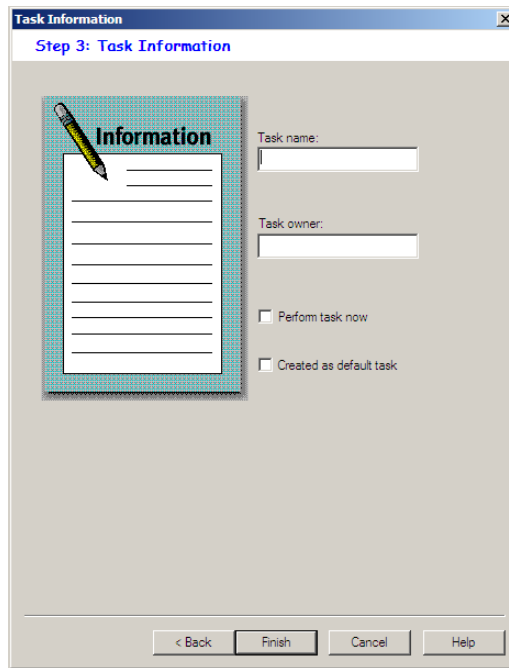 Task Information
Step 3: Task Information
Information
Task name:
Task owner:
Perform task now
Created as default task
< Back Finish Cancel Help